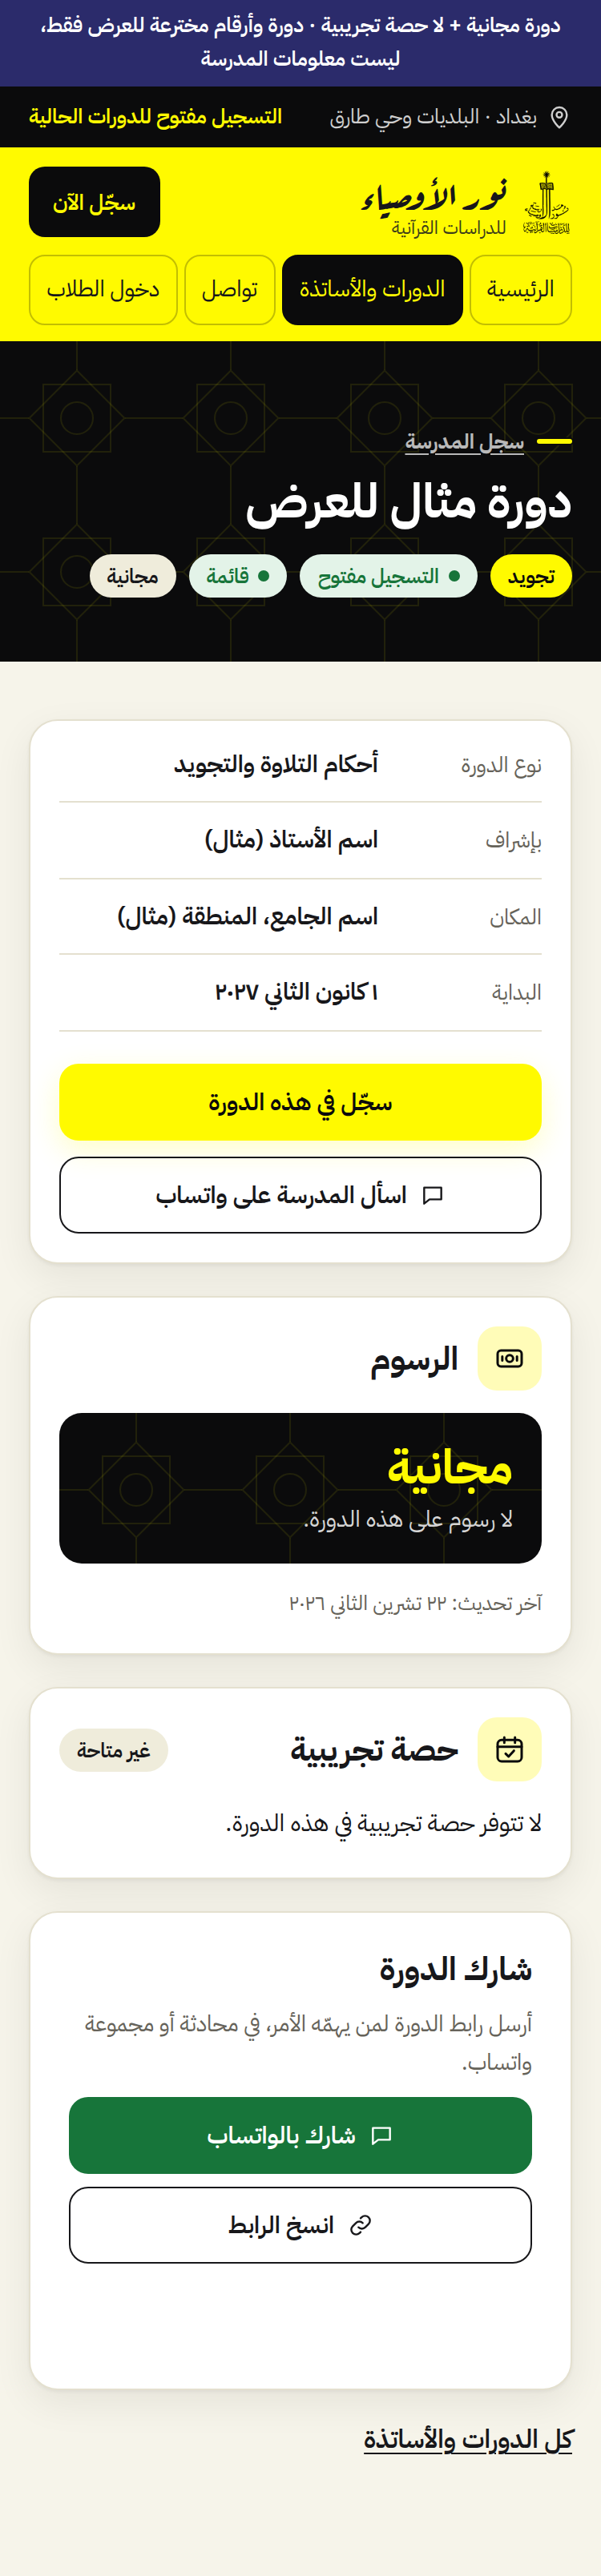 دورة مجانية + لا حصة تجريبية · دورة وأرقام مخترعة للعرض فقط،
ليست معلومات المدرسة
بغداد · البلديات وحي طارق
التسجيل مفتوح للدورات الحالية
نور الأوصياء
للدراسات القرآنية
سجّل الآن
الرئيسية
الدورات والأساتذة
تواصل
دخول الطلاب
سجل المدرسة
دورة مثال للعرض
تجويد
التسجيل مفتوح
قائمة
مجانية
نوع الدورة
أحكام التلاوة والتجويد
بإشراف
اسم الأستاذ (مثال)
المكان
اسم الجامع، المنطقة (مثال)
البداية
١ كانون الثاني ٢٠٢٧
سجّل في هذه الدورة
اسأل المدرسة على واتساب
الرسوم
مجانية
لا رسوم على هذه الدورة.
آخر تحديث: ٢٢ تشرين الثاني ٢٠٢٦
حصة تجريبية
غير متاحة
لا تتوفر حصة تجريبية في هذه الدورة.
شارك الدورة
أرسل رابط الدورة لمن يهمّه الأمر، في محادثة أو مجموعة
واتساب.
شارك بالواتساب
انسخ الرابط
كل الدورات والأساتذة